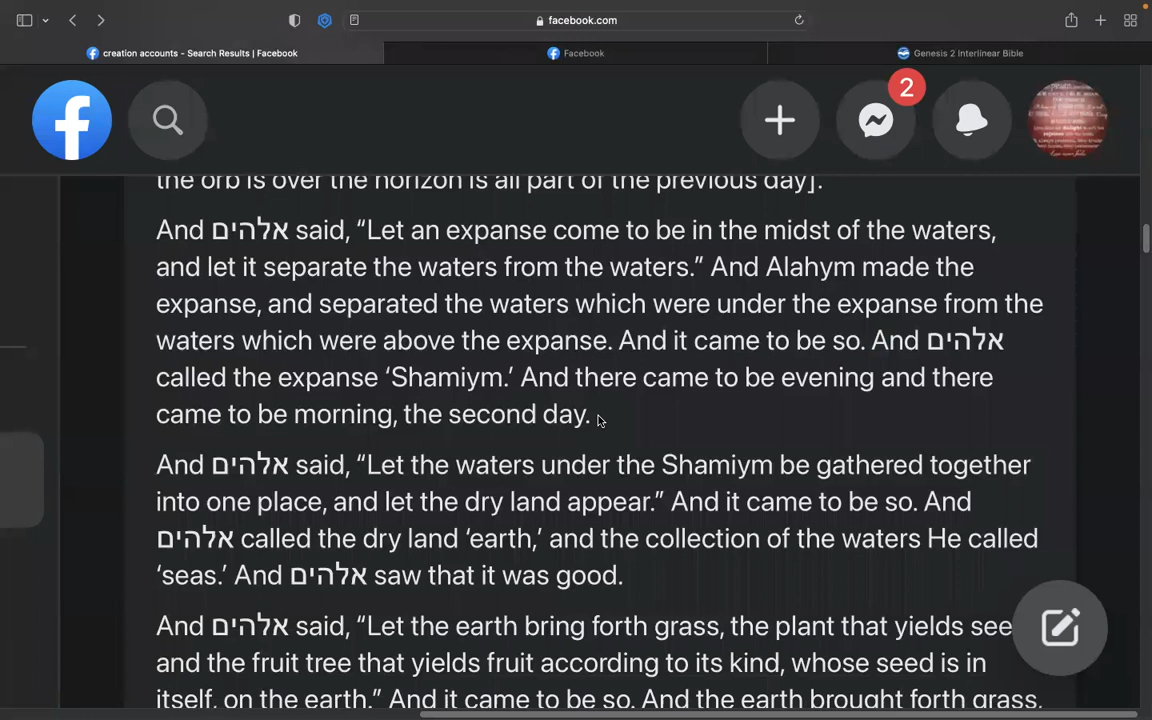 facebook.com
creation accounts - Search Results | Facebook
Facebook
Genesis 2 Interlinear Bible
2
the orb is over the horizon is all part of the previous day].
And אלהים said, “Let an expanse come to be in the midst of the waters,
and let it separate the waters from the waters.” And Alahym made the
expanse, and separated the waters which were under the expanse from the
waters which were above the expanse. And it came to be so. And אלהים
called the expanse ‘Shamiym.’ And there came to be evening and there
came to be morning, the second day.
And אלהים said, “Let the waters under the Shamiym be gathered together
into one place, and let the dry land appear.” And it came to be so. And
אלהים called the dry land ‘earth,’ and the collection of the waters He called
‘seas.’ And אלהים saw that it was good.
And אלהים said, “Let the earth bring forth grass, the plant that yields see
and the fruit tree that yields fruit according to its kind, whose seed is in
itself, on the earth.” And it came to be so. And the earth brought forth grass,